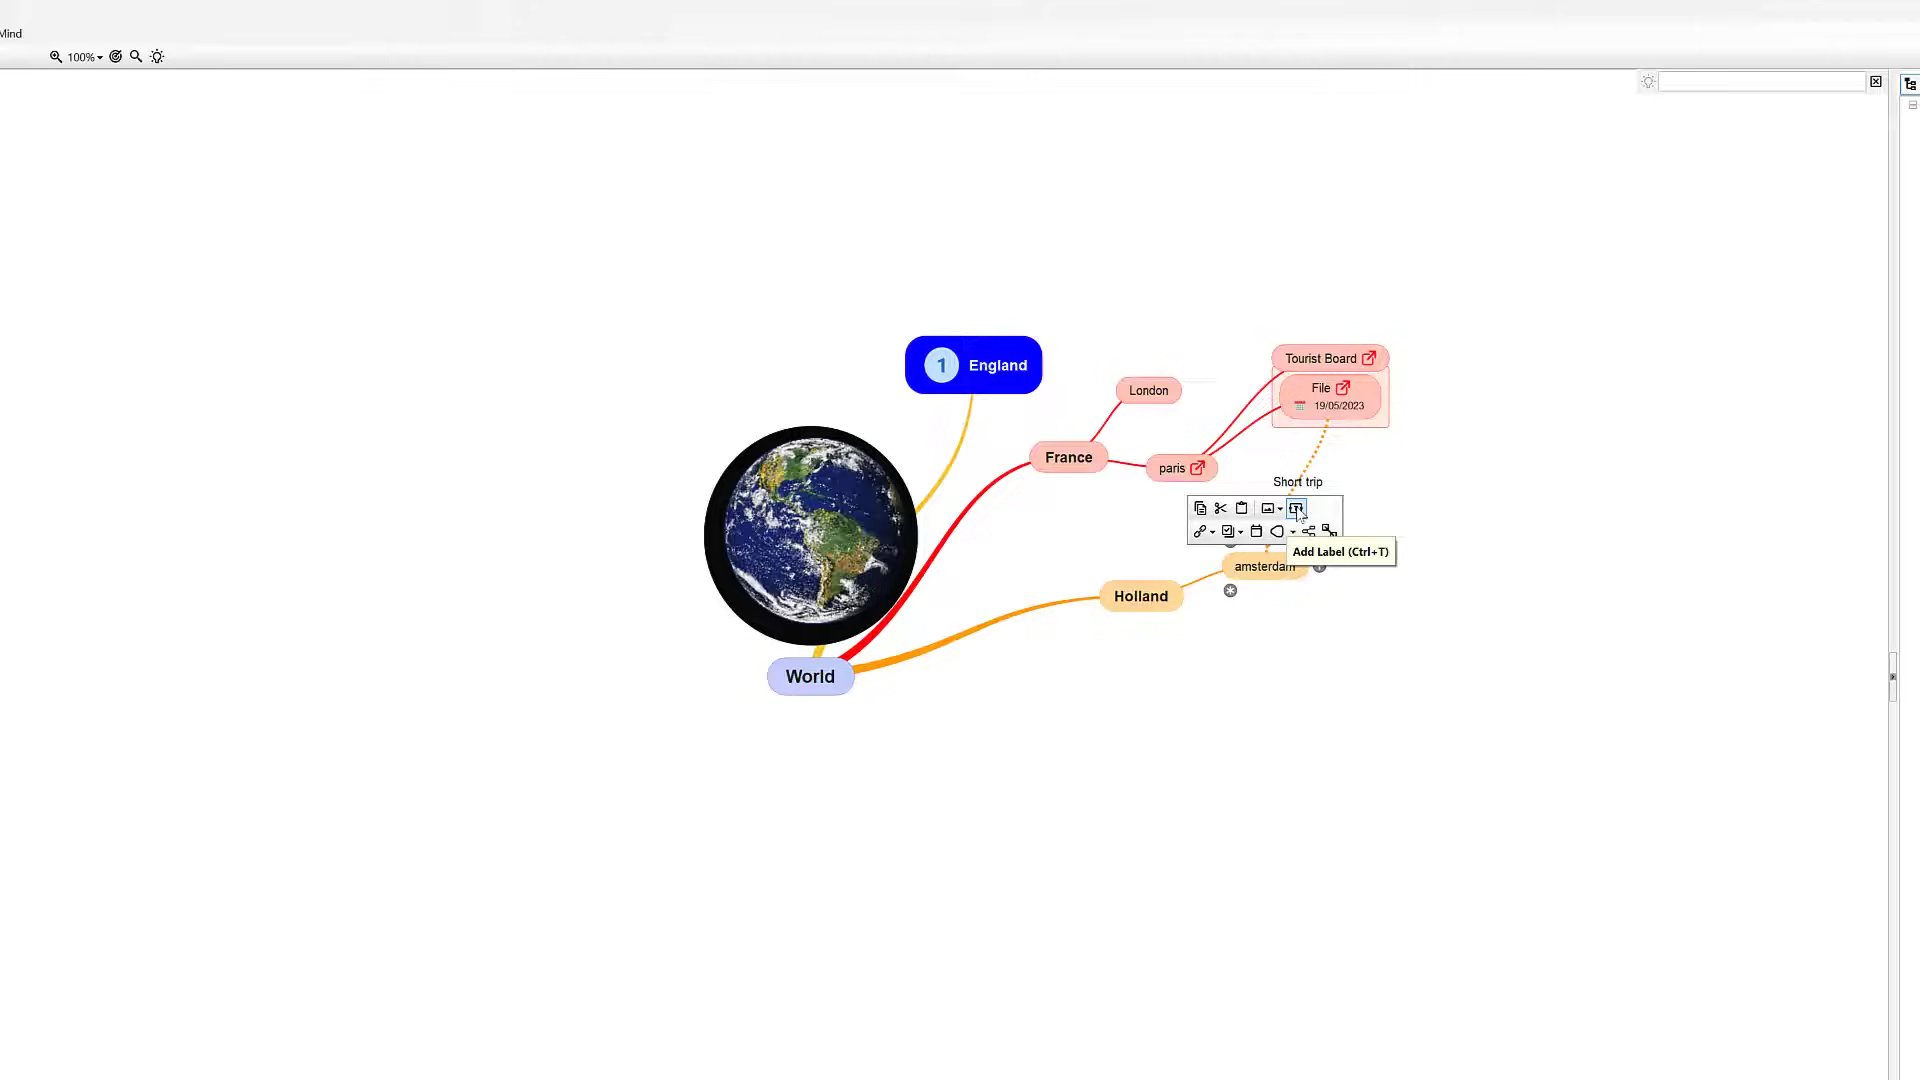 Mind
100%
1 England
Tourist Board
London
File
19/05/2023
France
paris
Short trip
Add Label (Ctrl+T)
amsterdam
Holland
World